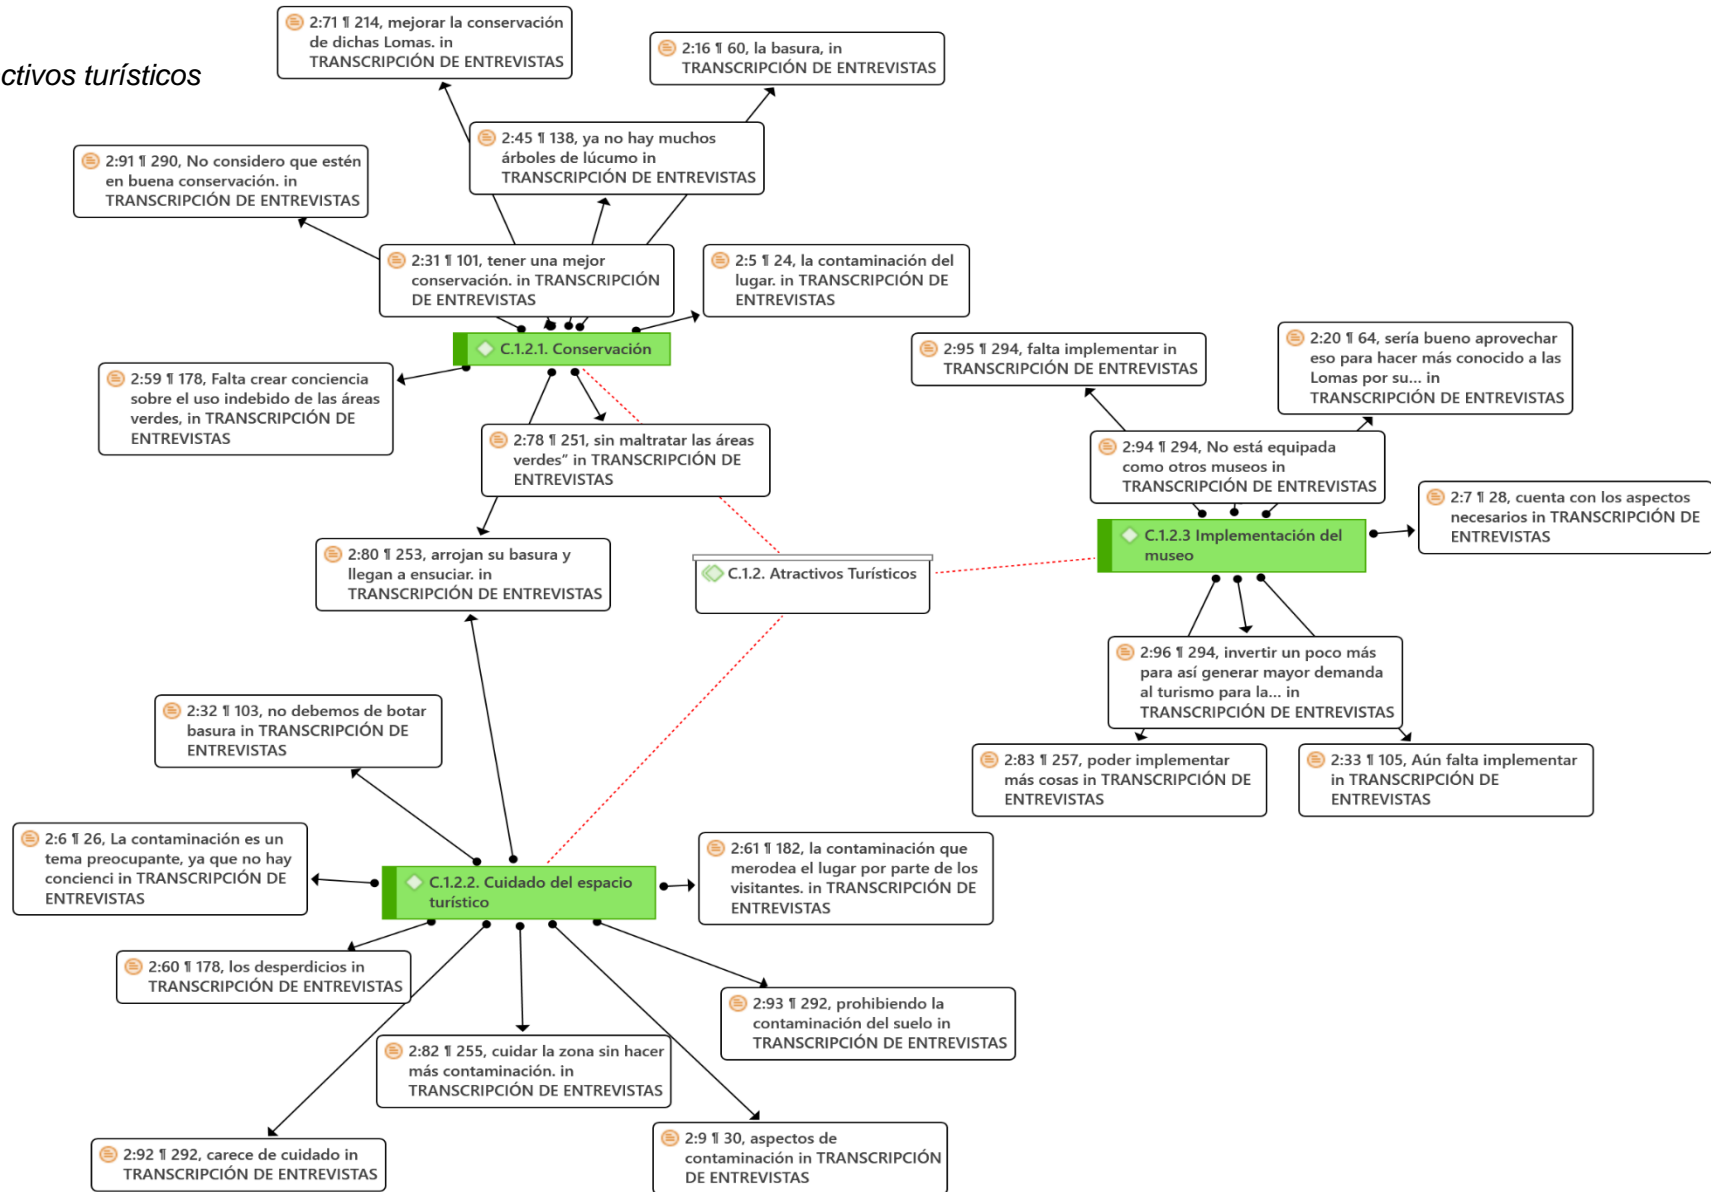 2:71 ¶ 214, mejorar la conservación
de dichas Lomas. in
TRANSCRIPCIÓN DE ENTREVISTAS
2:16 ¶ 60, la basura, in
TRANSCRIPCIÓN DE ENTREVISTAS
ctivos turísticos
2:45 ¶ 138, ya no hay muchos
árboles de lúcumo in
TRANSCRIPCIÓN DE ENTREVISTAS
2:91 ¶ 290, No considero que estén
en buena conservación. in
TRANSCRIPCIÓN DE ENTREVISTAS
2:31 ¶ 101, tener una mejor
conservación. in TRANSCRIPCIÓN
DE ENTREVISTAS
2:5 ¶ 24, la contaminación del
lugar. in TRANSCRIPCIÓN DE
ENTREVISTAS
C.1.2.1. Conservación
2:95 ¶ 294, falta implementar in
TRANSCRIPCIÓN DE ENTREVISTAS
2:20 ¶ 64, sería bueno aprovechar
eso para hacer más conocido a las
Lomas por su... in
TRANSCRIPCIÓN DE ENTREVISTAS
2:59 ¶ 178, Falta crear conciencia
sobre el uso indebido de las áreas
verdes, in TRANSCRIPCIÓN DE
ENTREVISTAS
2:78 ¶ 251, sin maltratar las áreas
verdes” in TRANSCRIPCIÓN DE
ENTREVISTAS
2:94 ¶ 294, No está equipada
como otros museos in
TRANSCRIPCIÓN DE ENTREVISTAS
2:7 ¶ 28, cuenta con los aspectos
necesarios in TRANSCRIPCIÓN DE
ENTREVISTAS
C.1.2.3 Implementación del
museo
2:80 ¶ 253, arrojan su basura y
llegan a ensuciar. in
TRANSCRIPCIÓN DE ENTREVISTAS
C.1.2. Atractivos Turísticos
2:96 ¶ 294, invertir un poco más
para así generar mayor demanda
al turismo para la... in
TRANSCRIPCIÓN DE ENTREVISTAS
2:32 ¶ 103, no debemos de botar
basura in TRANSCRIPCIÓN DE
ENTREVISTAS
2:83 ¶ 257, poder implementar
más cosas in TRANSCRIPCIÓN DE
ENTREVISTAS
2:33 ¶ 105, Aún falta implementar
in TRANSCRIPCIÓN DE
ENTREVISTAS
2:6 ¶ 26, La contaminación es un
tema preocupante, ya que no hay
concienci in TRANSCRIPCIÓN DE
ENTREVISTAS
C.1.2.2. Cuidado del espacio
turístico
2:61 ¶ 182, la contaminación que
merodea el lugar por parte de los
visitantes. in TRANSCRIPCIÓN DE
ENTREVISTAS
2:60 ¶ 178, los desperdicios in
TRANSCRIPCIÓN DE ENTREVISTAS
2:93 ¶ 292, prohibiendo la
contaminación del suelo in
TRANSCRIPCIÓN DE ENTREVISTAS
2:82 ¶ 255, cuidar la zona sin hacer
más contaminación. in
TRANSCRIPCIÓN DE ENTREVISTAS
2:92 ¶ 292, carece de cuidado in
TRANSCRIPCIÓN DE ENTREVISTAS
2:9 ¶ 30, aspectos de
contaminación in TRANSCRIPCIÓN
DE ENTREVISTAS